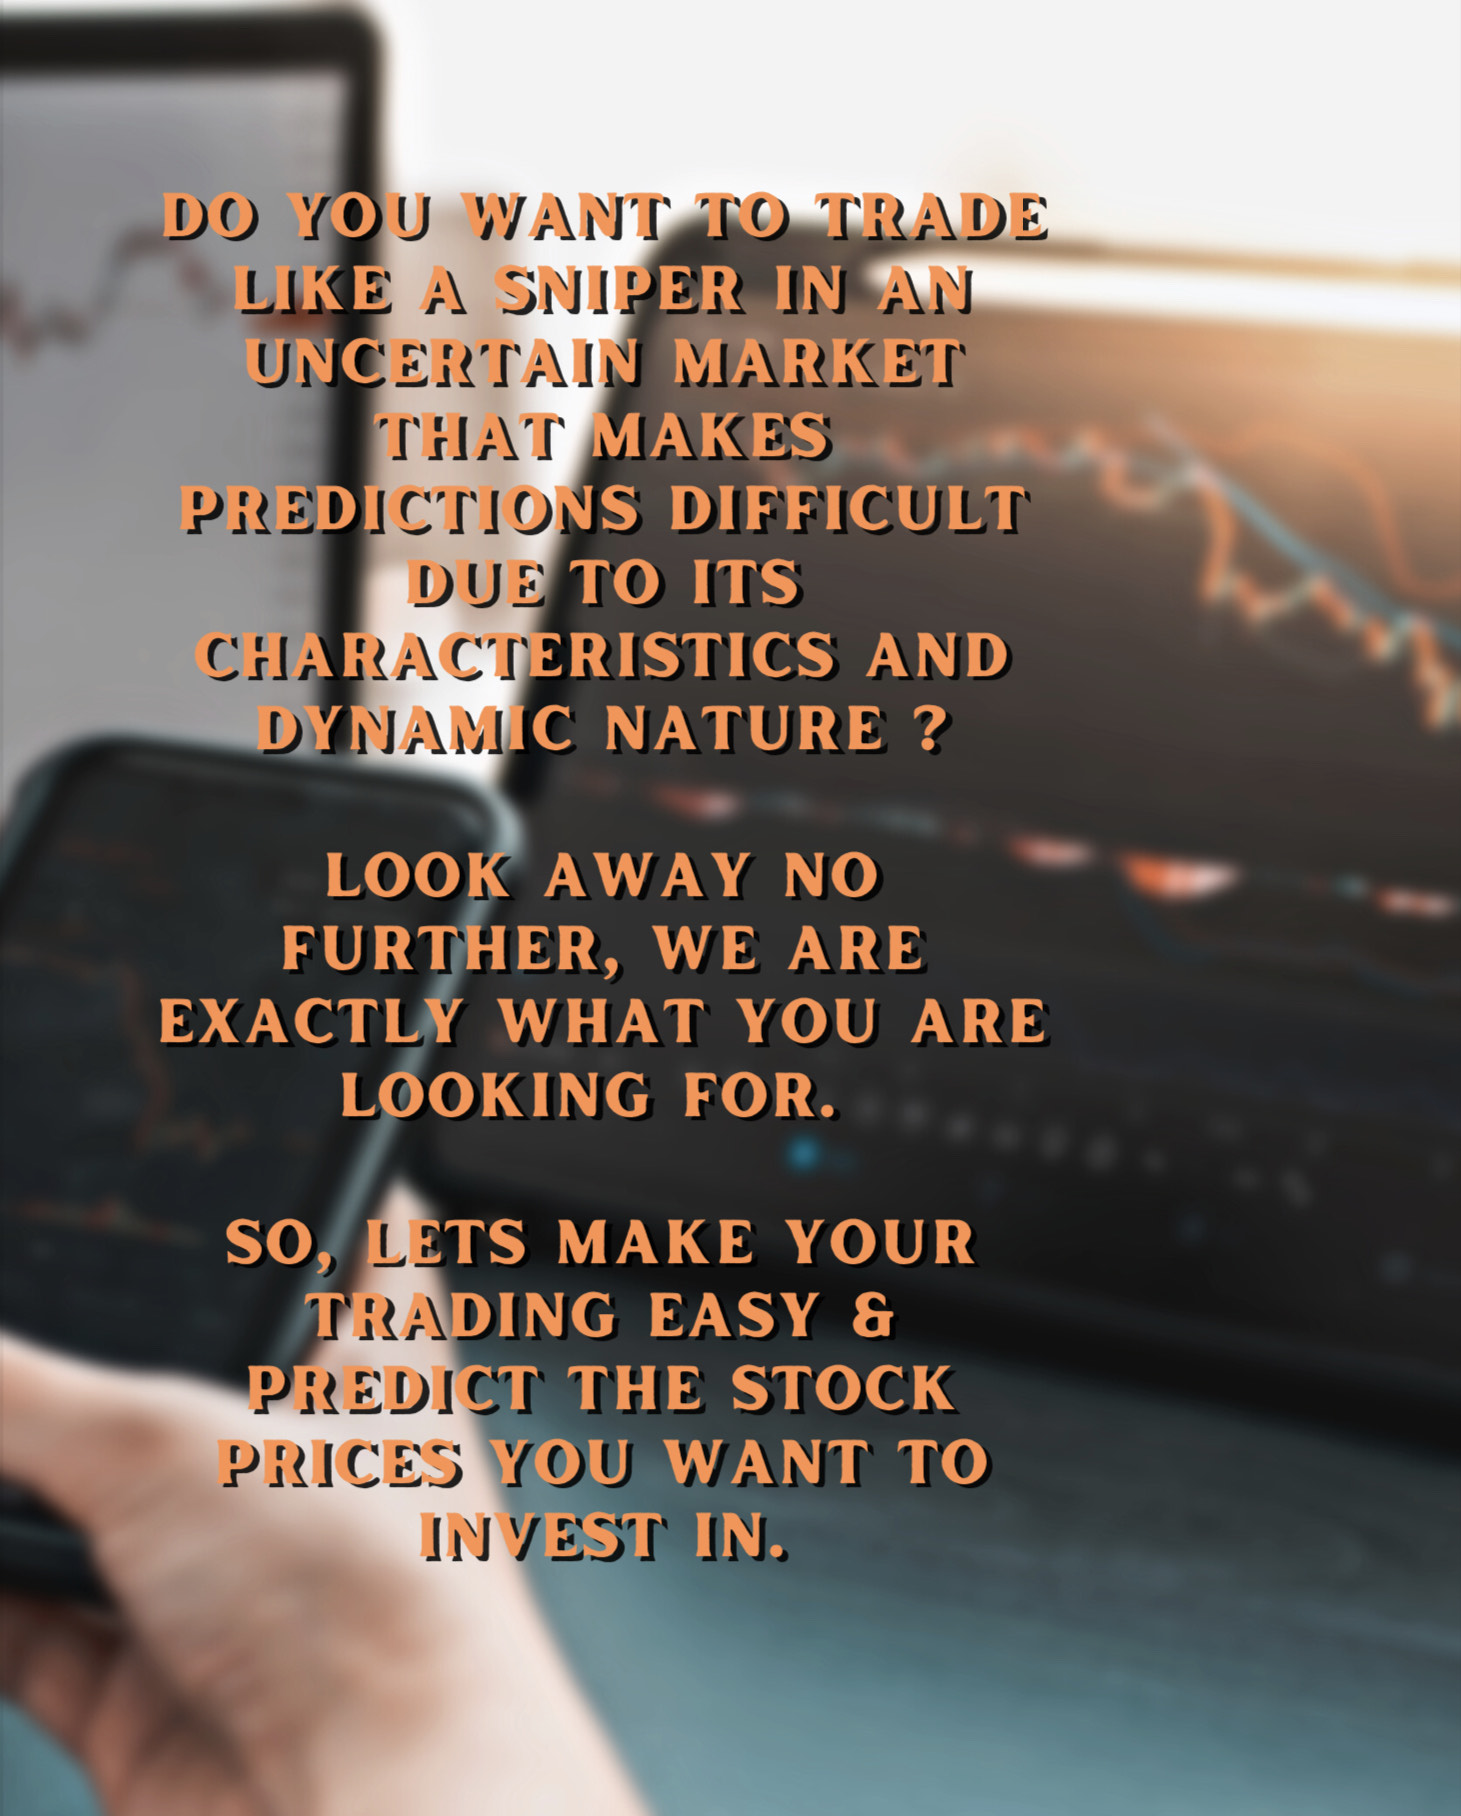 DO YOU WANT TO TRADE
LIKE A SNIPER IN AN
UNCERTAIN MARKET
THAT MAKES
PREDICTIONS DIFFICULT
DUE TO ITS
CHARACTERISTICS AND
DYNAMIC NATURE ?
LOOK AWAY NO
FURTHER, WE ARE
EXACTLY WHAT YOU ARE
LOOKING FOR.
SO, LETS MAKE YOUR
TRADING EASY &
PREDICT THE STOCK
PRICES YOU WANT TO
INVEST IN.